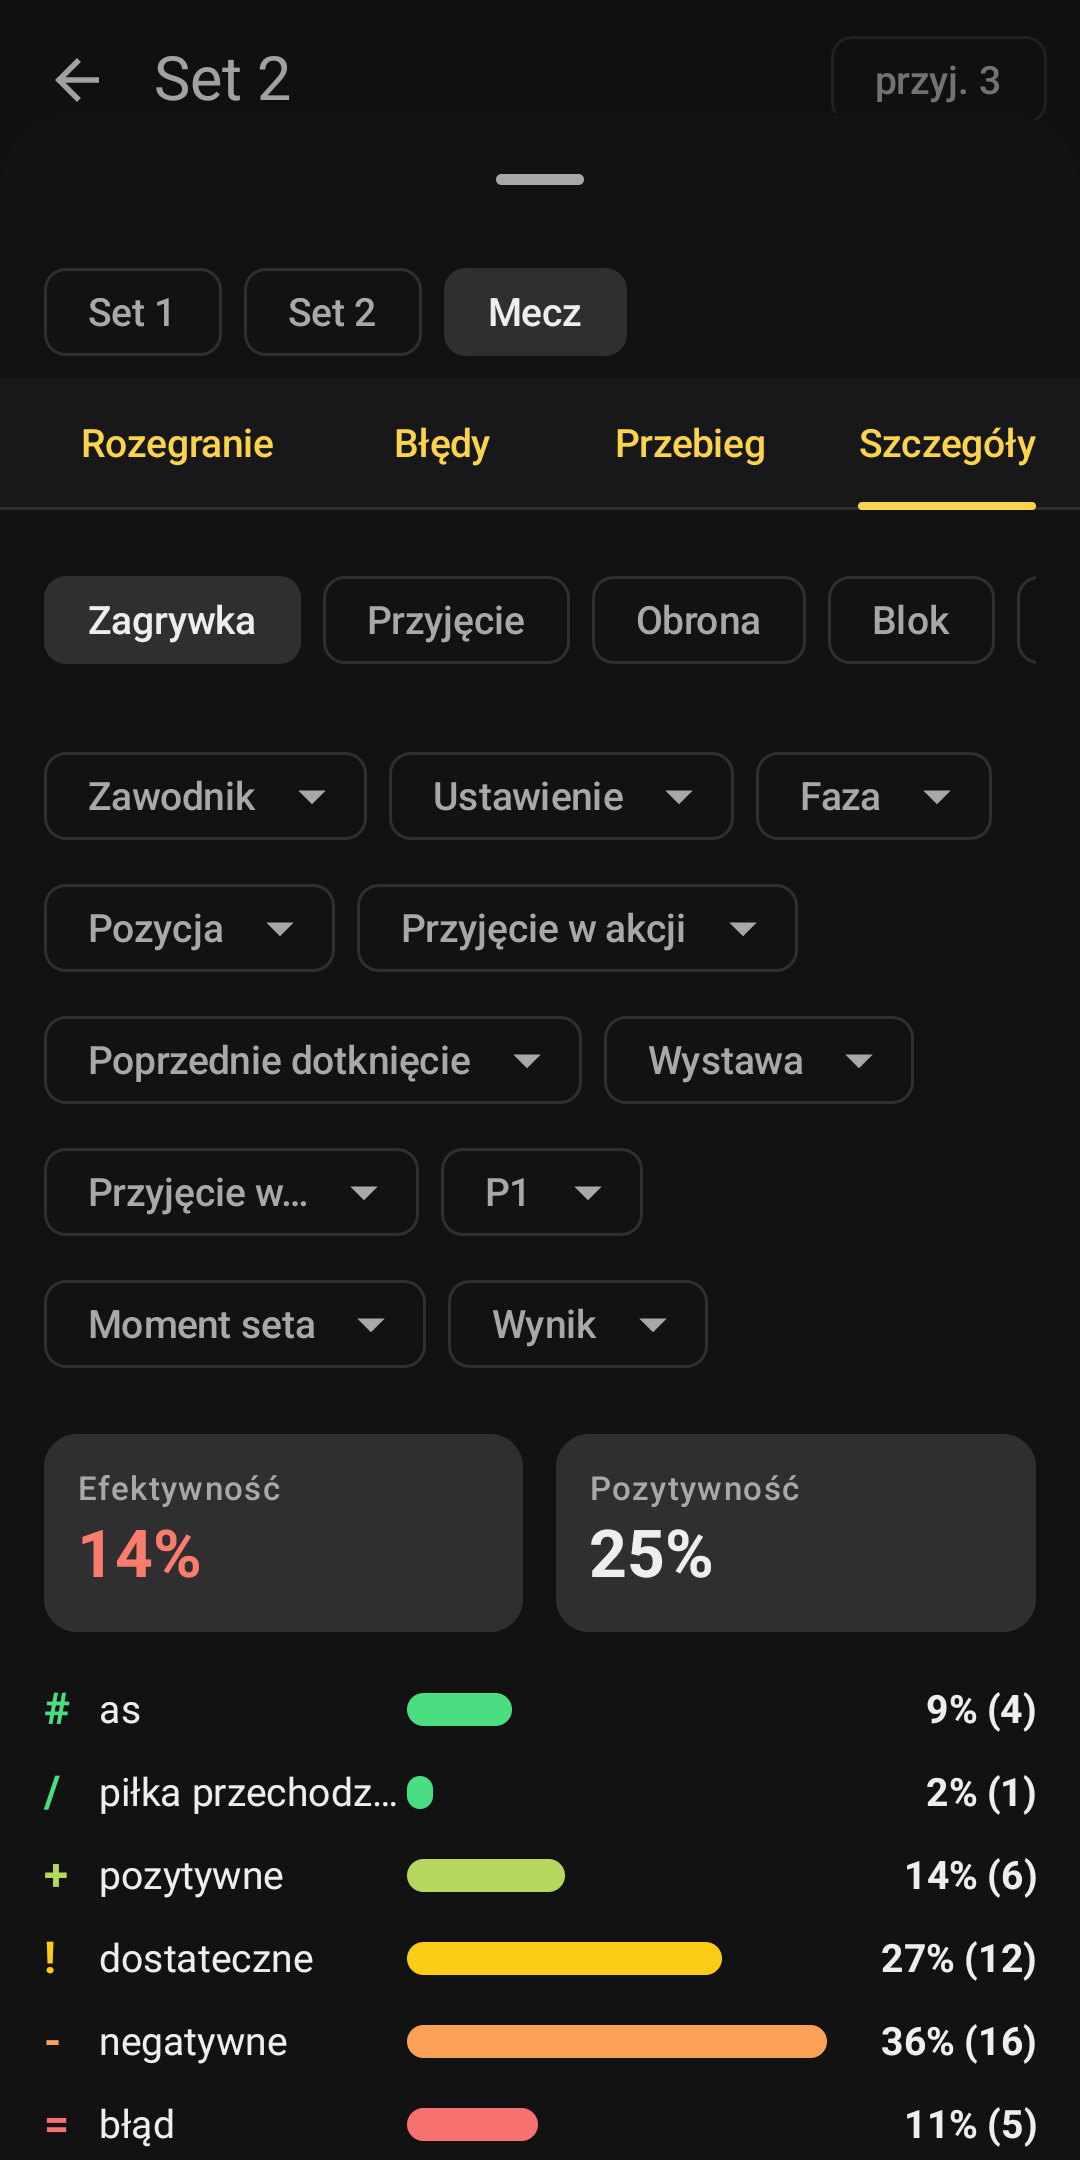 Set 2
przyj. 3
Set 1
Set 2
Mecz
Rozegranie
Błędy
Przebieg
Szczegóły
Zagrywka
Przyjęcie
Obrona
Blok
Zawodnik
Ustawienie
Faza
Pozycja
Przyjęcie w akcji
Poprzednie dotknięcie
Wystawa
Przyjęcie w...
P1
Moment seta
Wynik
Efektywność
Pozytywność
14%
25%
# as 9% (4)
/ piłka przechodz... 2% (1)
+ pozytywne 14% (6)
! dostateczne 27% (12)
- negatywne 36% (16)
= błąd 11% (5)